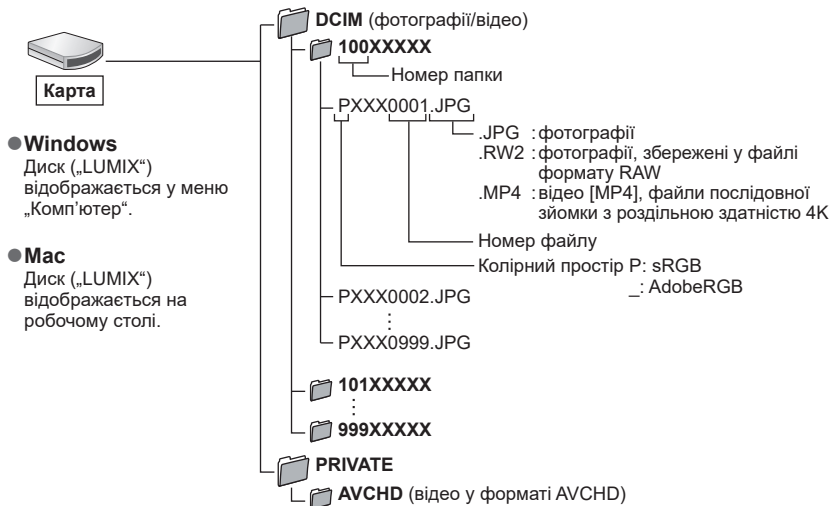 DCIM (фотографії/відео)
100XXXXX
Номер папки
Карта
PXXX0001.JPG
.JPG : фотографії
.RW2 : фотографії, збережені у файлі
формату RAW
.MP4 : відео [MP4], файли послідовної
зйомки з роздільною здатністю 4K
Номер файлу
Колірний простір P: sRGB
_: AdobeRGB
PXXX0002.JPG
PXXX0999.JPG
●Windows
Диск („LUMIX“)
відображається у меню
„Комп’ютер“.
●Mac
Диск („LUMIX“)
відображається на
робочому столі.
101XXXXX
999XXXXX
PRIVATE
AVCHD (відео у форматі AVCHD)